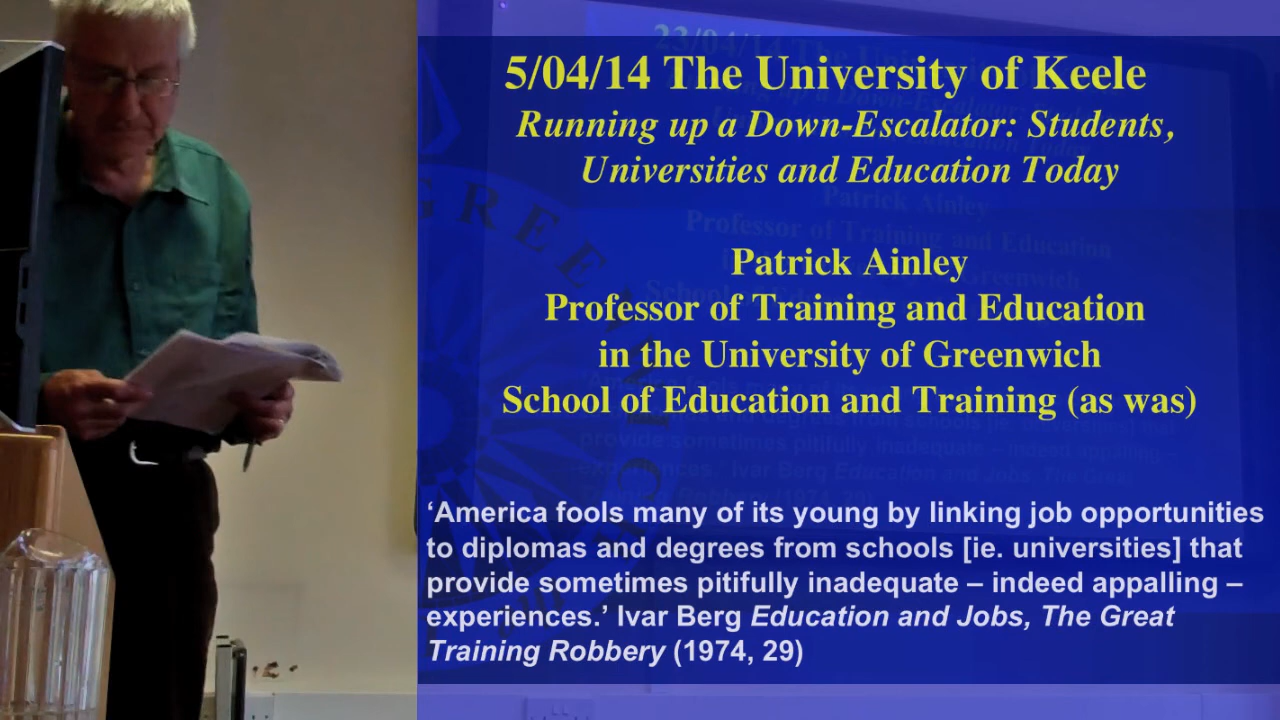 5/04/14 The University of Keele
Running up a Down-Escalator: Students,
Universities and Education Today
Patrick Ainley
Professor of Training and Education
in the University of Greenwich
School of Education and Training (as was)
‘America fools many of its young by linking job opportunities
to diplomas and degrees from schools [ie. universities] that
provide sometimes pitifully inadequate – indeed appalling –
experiences.’ Ivar Berg Education and Jobs, The Great
Training Robbery (1974, 29)